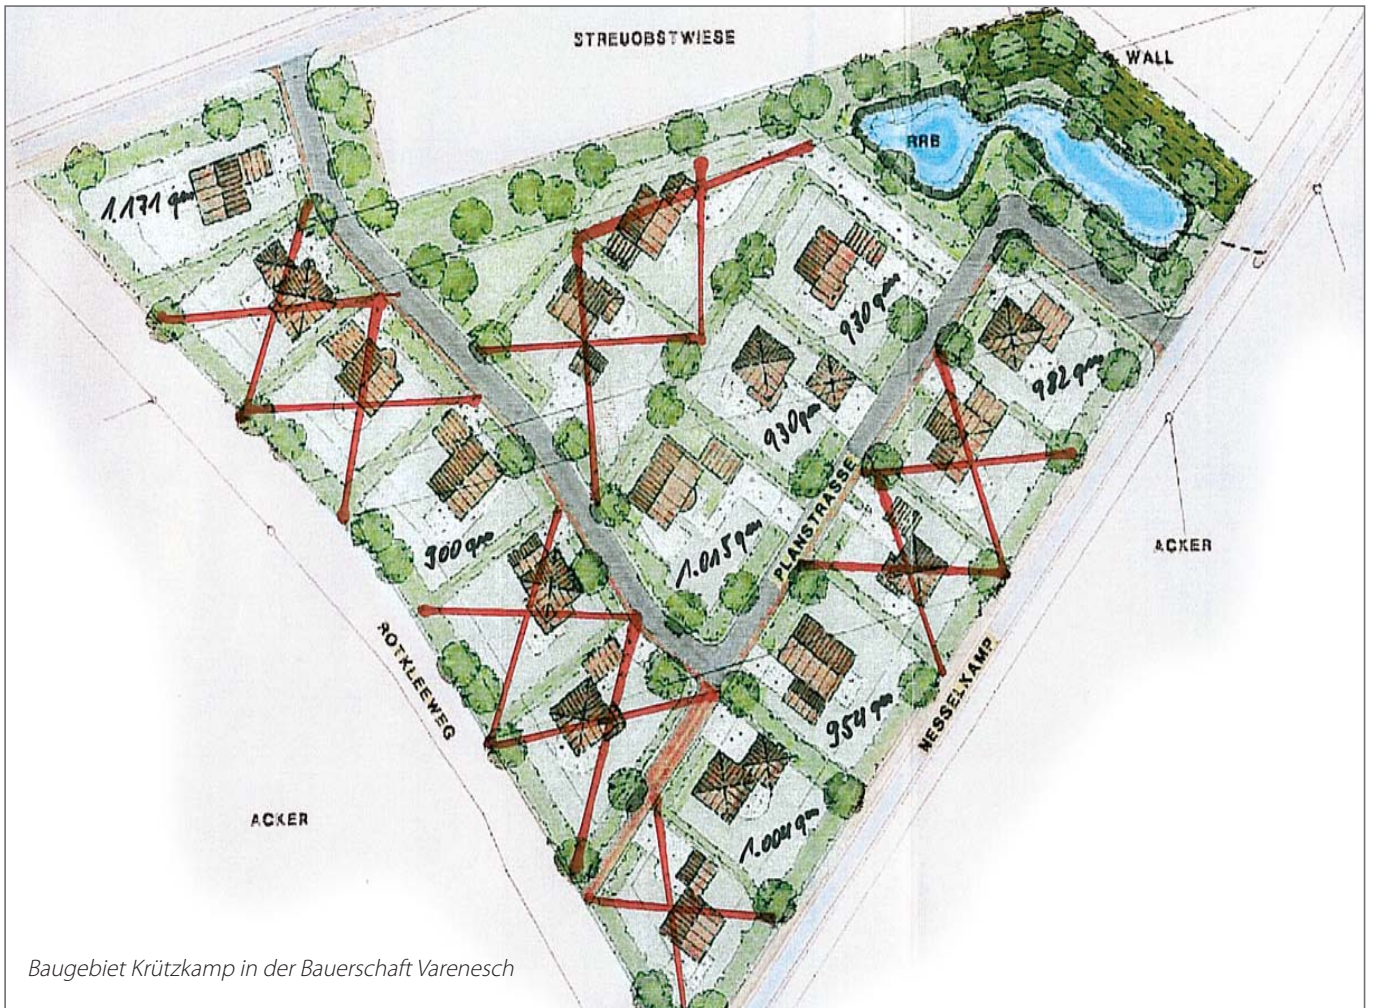 STREUOBSTWIESE
WALL
RRB
1.171 qm
930 qm
982 qm
930 qm
900 qm
1.015 qm
PLANSTRASSE
ACKER
ROTKLEEWEG
954 qm
NESSELKAMP
1.004 qm
ACKER
Baugebiet Krützkamp in der Bauerschaft Varenesch